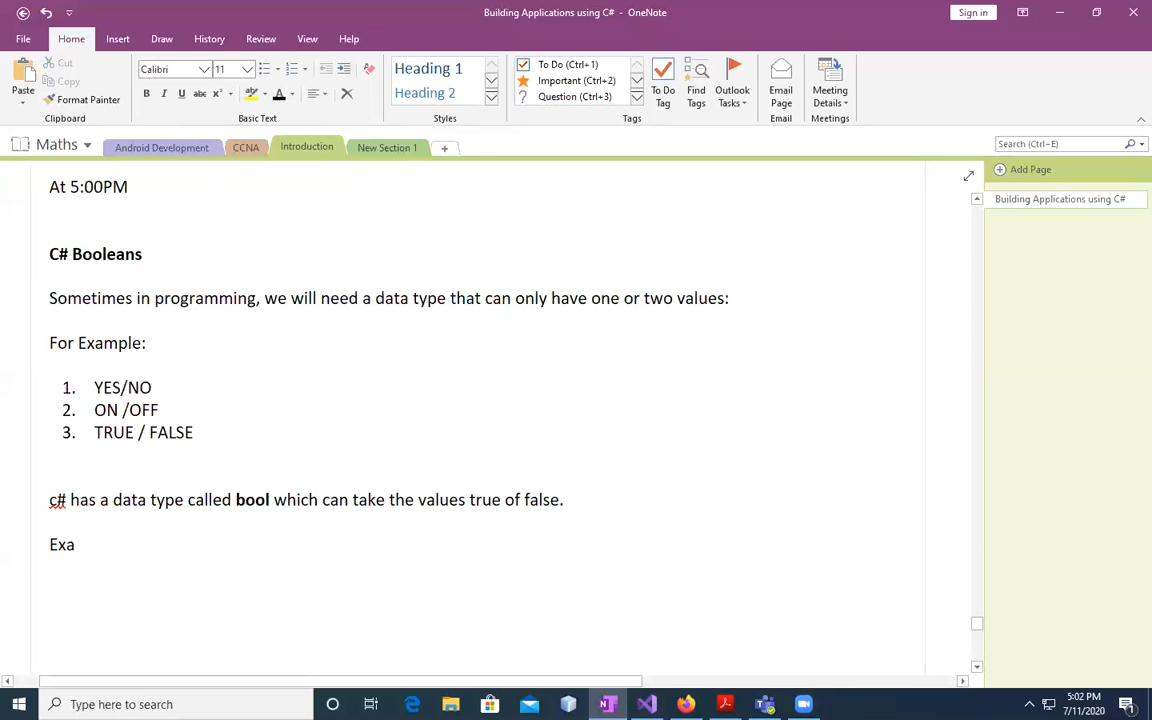 Building Applications using C# - OneNote
Sign in
File Home Insert Draw History Review View Help
Paste
Cut
Copy
Format Painter
Clipboard
Calibri 11
B I U abc x₂ A
Basic Text
Heading 1
Heading 2
Styles
To Do (Ctrl+1)
Important (Ctrl+2)
? Question (Ctrl+3)
To Do Tag
Find Tags
Outlook Tasks
Tags
Email Page
Email
Meeting Details
Meetings
Maths
Android Development
CCNA
Introduction
New Section 1
+
Search (Ctrl+E)
Add Page
Building Applications using C#
At 5:00PM
C# Booleans
Sometimes in programming, we will need a data type that can only have one or two values:
For Example:
1. YES/NO
2. ON /OFF
3. TRUE / FALSE
c# has a data type called bool which can take the values true of false.
Exa
Type here to search
5:02 PM
7/11/2020
1